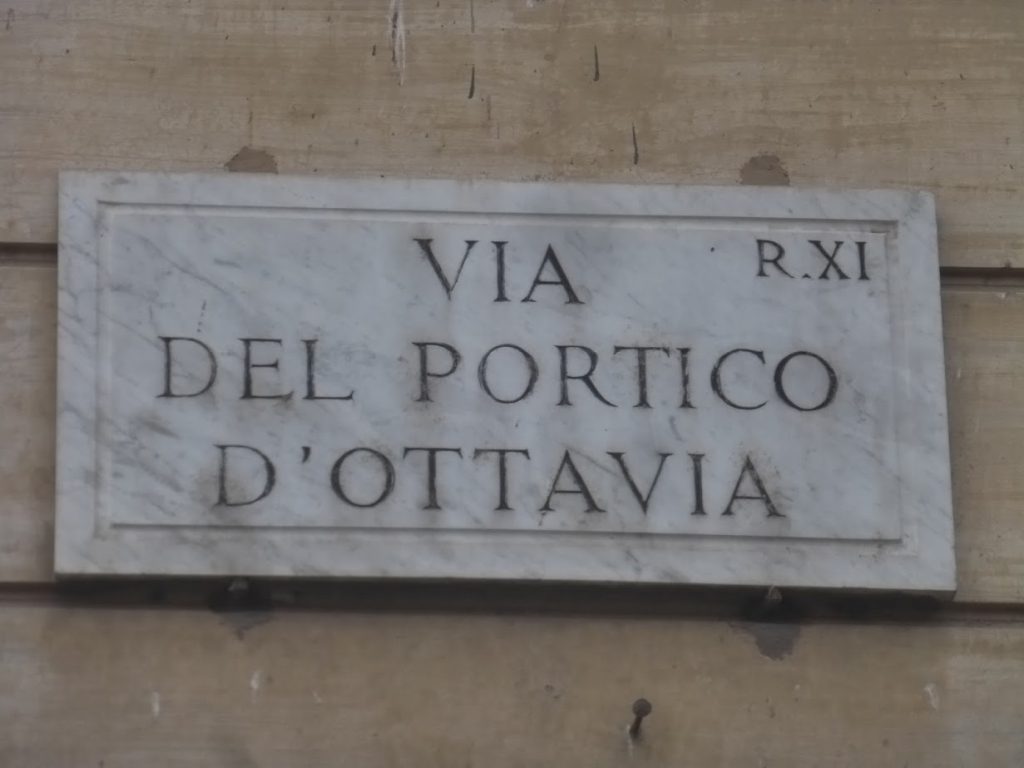 VIA R.XI
DEL PORTICO
D'OTTAVIA